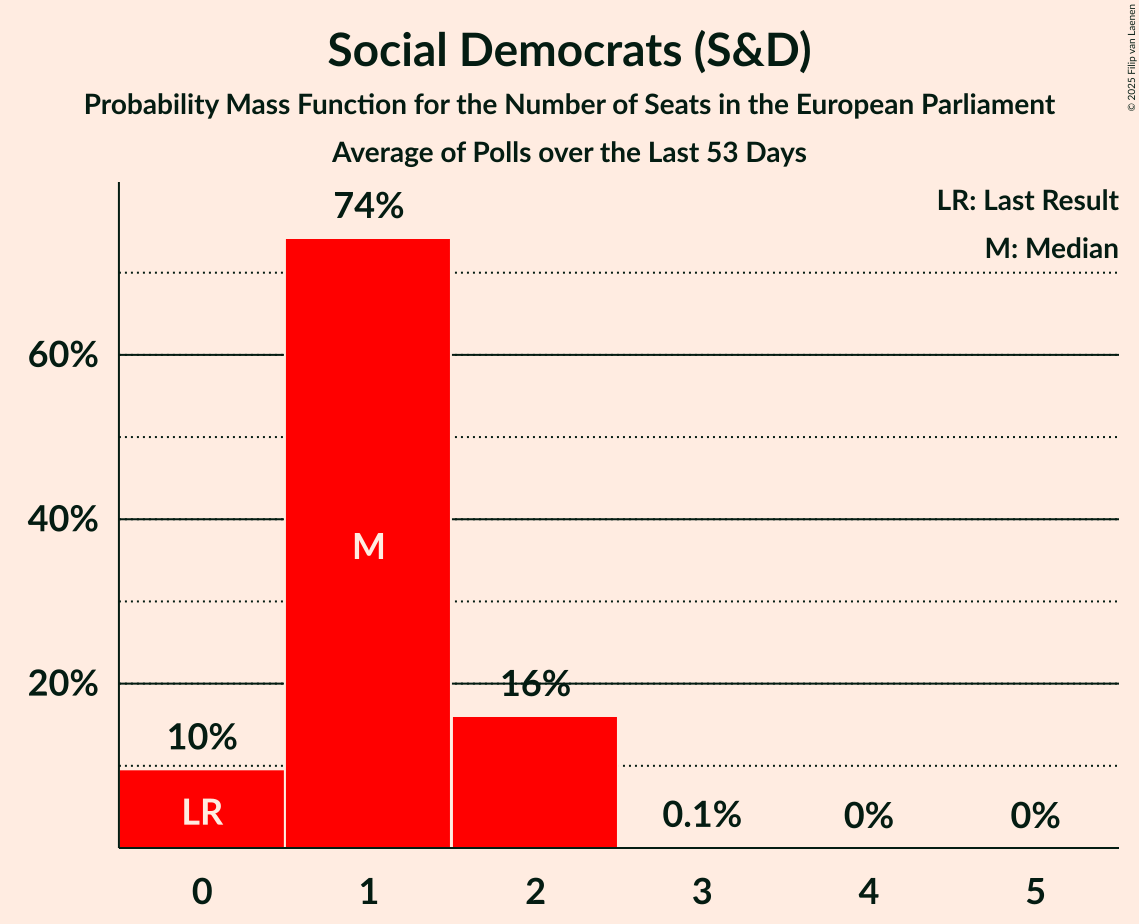 Social Democrats (S&D)
Probability Mass Function for the Number of Seats in the European Parliament
Average of Polls over the Last 53 Days
© 2025 Filip van Laenen
LR: Last Result
M: Median
74%
60%
40%
M
20%
16%
10%
LR
0.1%
0%
0%
0 1 2 3 4 5